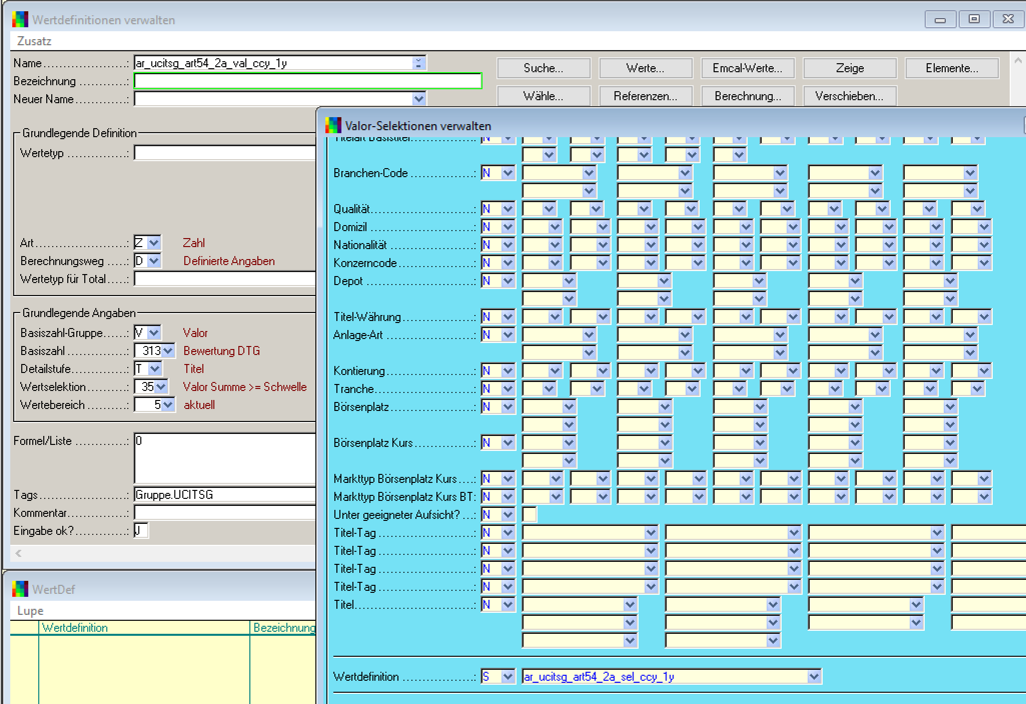 Wertdefinitionen verwalten
Zusatz
Name ar_ucitsg_art54_2a_val_ccy_1y
Bezeichnung
Neuer Name
Suche... Werte... Emcal-Werte... Zeige Elemente...
Wähle... Referenzen... Berechnung... Verschieben...
Grundlegende Definition
Wertetyp
Art Z Zahl
Berechnungsweg D Definierte Angaben
Wertetyp für Total
Grundlegende Angaben
Basiszahl-Gruppe V Valor
Basiszahl 313 Bewertung DTG
Detailstufe T Titel
Wertselektion 35 Valor Summe >= Schwelle
Wertebereich 5 aktuell
Formel/Liste 0
Tags Gruppe.UCITSG
Kommentar
Eingabe ok? J
WertDef
Lupe
Wertdefinition Bezeichnung
Valor-Selektionen verwalten
Titelart Basistitel N
Branchen-Code N
Qualität N
Domizil N
Nationalität N
Konzerncode N
Depot N
Titel-Währung N
Anlage-Art N
Kontierung N
Tranche N
Börsenplatz N
Börsenplatz Kurs N
Markttyp Börsenplatz Kurs N
Markttyp Börsenplatz Kurs BT: N
Unter geeigneter Aufsicht? N
Titel-Tag N
Titel-Tag N
Titel-Tag N
Titel-Tag N
Titel N
Wertdefinition S ar_ucitsg_art54_2a_sel_ccy_1y